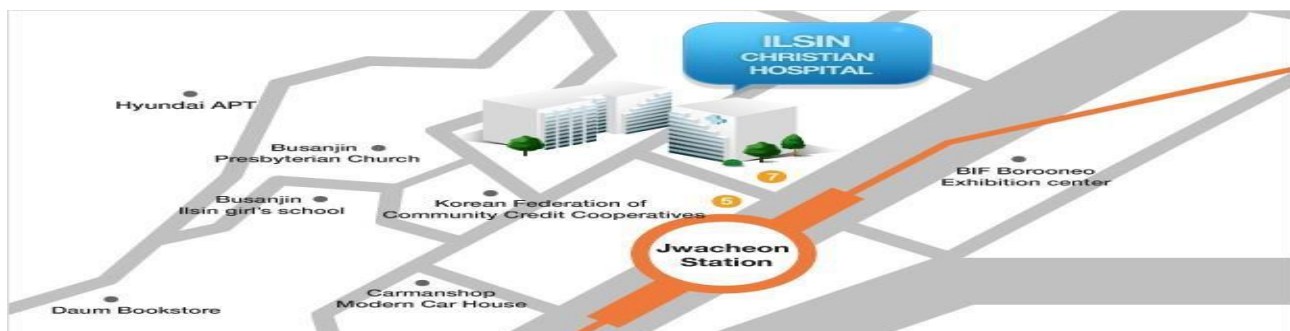 ILSIN
CHRISTIAN
HOSPITAL
Hyundai APT
Busanjin
Presbyterian Church
Busanjin
Ilsin girl's school
Korean Federation of
Community Credit Cooperatives
7
5
BIF Borooneo
Exhibition center
Jwacheon
Station
Carmanshop
Modern Car House
Daum Bookstore